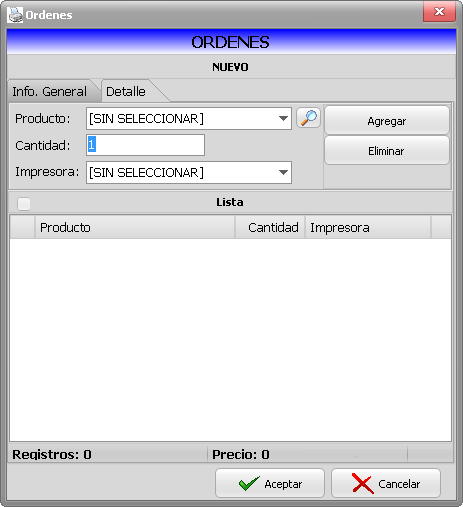 Ordenes
ORDENES
NUEVO
Info. General Detalle
Producto: [SIN SELECCIONAR] Agregar
Cantidad: 1 Eliminar
Impresora: [SIN SELECCIONAR]
Lista
Producto Cantidad Impresora
Registros: 0 Precio: 0
Aceptar Cancelar